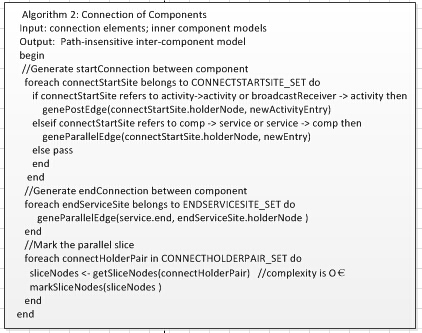 Algorithm 2: Connection of Components
Input: connection elements; inner component models
Output: Path-insensitive inter-component model
begin
//Generate startConnection between component
foreach connectStartSite belongs to CONNECTSTARTSITE_SET do
if connectStartSite refers to activity->activity or broadcastReceiver -> activity then
genePostEdge(connectStartSite.holderNode, newActivityEntry)
elseif connectStartSite refers to comp -> service or service -> comp then
geneParallelEdge(connectStartSite.holderNode, newEntry)
else pass
end
end
//Generate endConnection between component
foreach endServiceSite belongs to ENDSERVICESITE_SET do
geneParallelEdge(service.end, endServiceSite.holderNode )
end
//Mark the parallel slice
foreach connectHolderPair in CONNECTHOLDERPAIR_SET do
sliceNodes <- getSliceNodes(connectHolderPair) //complexity is O€
markSliceNodes(sliceNodes )
end
end